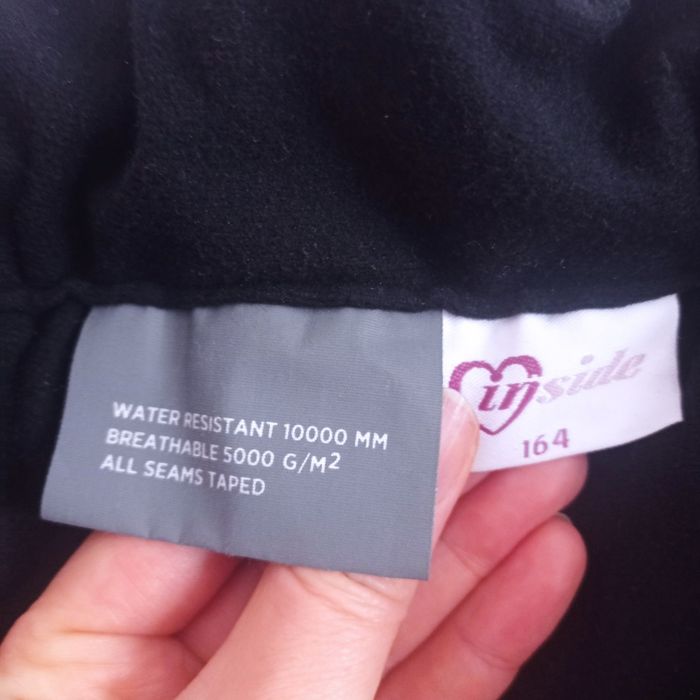 WATER RESISTANT 10000 MM
BREATHABLE 5000 G/M2
ALL SEAMS TAPED
inside
164